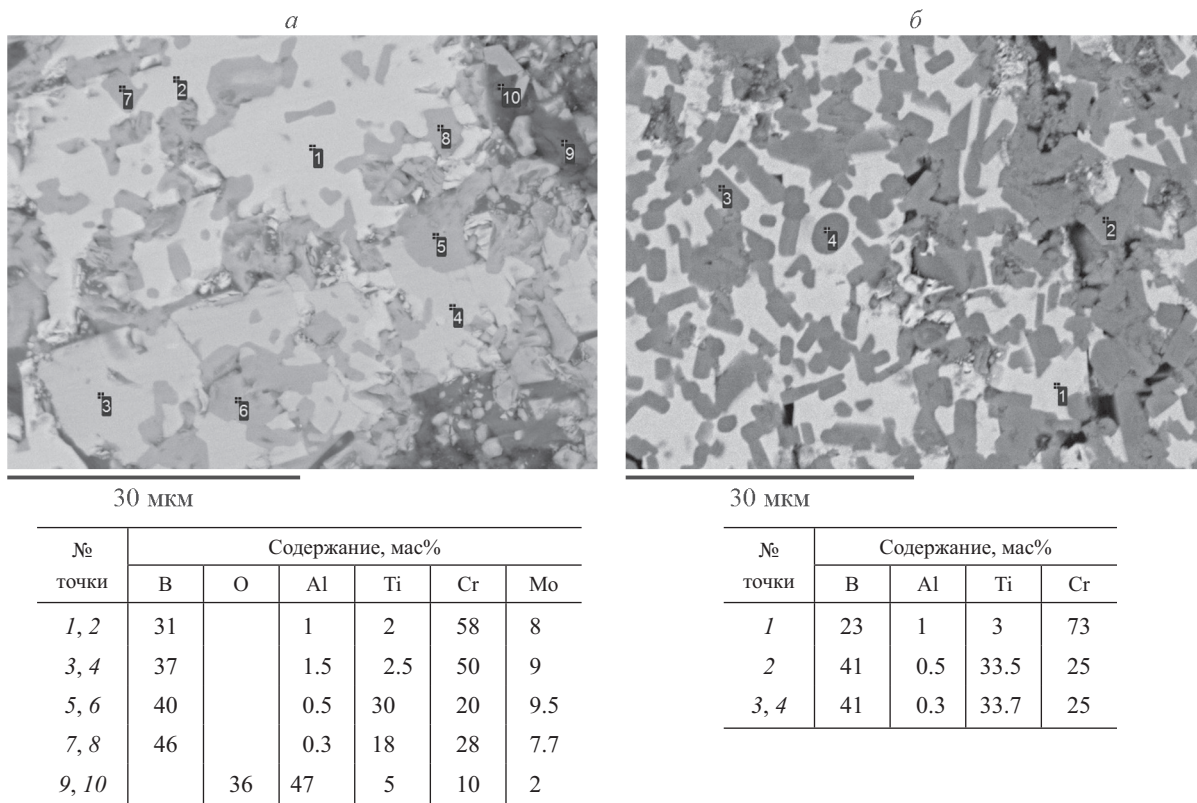 а
б
7
2
10
1
8
9
5
4
3
6
3
4
2
1
30 мкм
30 мкм
№ точки Содержание, мас%
B O Al Ti Cr Mo
1, 2 31 1 2 58 8
3, 4 37 1.5 2.5 50 9
5, 6 40 0.5 30 20 9.5
7, 8 46 0.3 18 28 7.7
9, 10 36 47 5 10 2
№ точки Содержание, мас%
B Al Ti Cr
1 23 1 3 73
2 41 0.5 33.5 25
3, 4 41 0.3 33.7 25